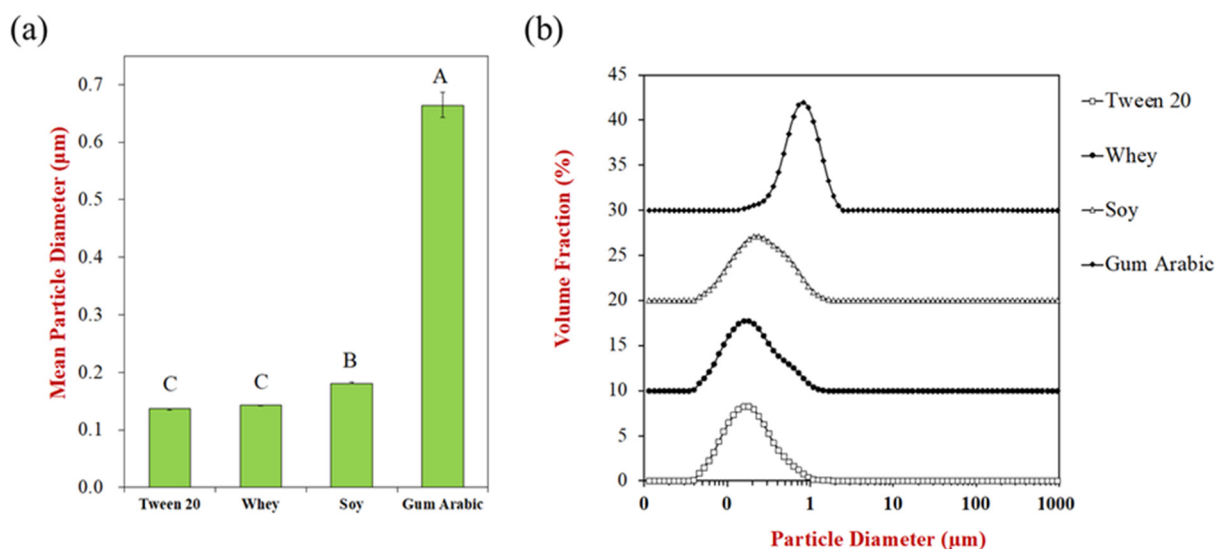 (a)
Mean Particle Diameter (µm)
0.7
0.6
0.5
0.4
0.3
0.2
0.1
0.0
C
C
B
A
Tween 20
Whey
Soy
Gum Arabic
(b)
Volume Fraction (%)
45
40
35
30
25
20
15
10
5
0
0
0
1
10
100
1000
Particle Diameter (µm)
Tween 20
Whey
Soy
Gum Arabic